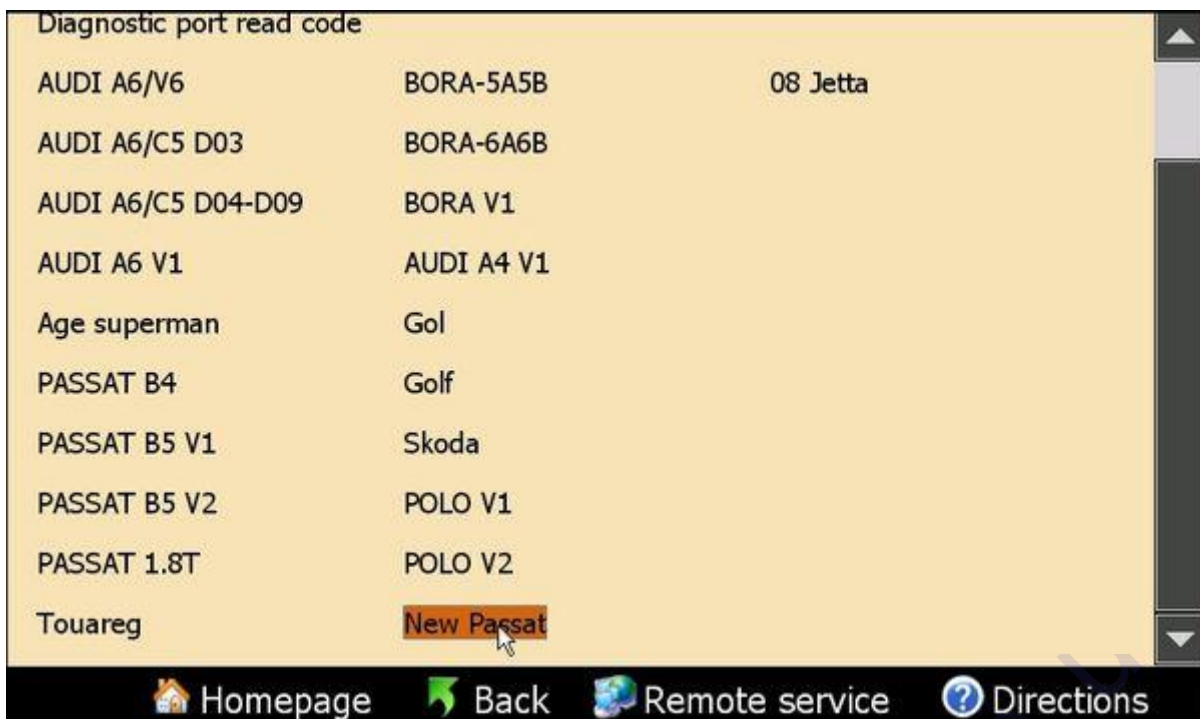 Diagnostic port read code
AUDI A6/V6 BORA-5A5B 08 Jetta
AUDI A6/C5 D03 BORA-6A6B
AUDI A6/C5 D04-D09 BORA V1
AUDI A6 V1 AUDI A4 V1
Age superman Gol
PASSAT B4 Golf
PASSAT B5 V1 Skoda
PASSAT B5 V2 POLO V1
PASSAT 1.8T POLO V2
Touareg New Passat
Homepage Back Remote service Directions